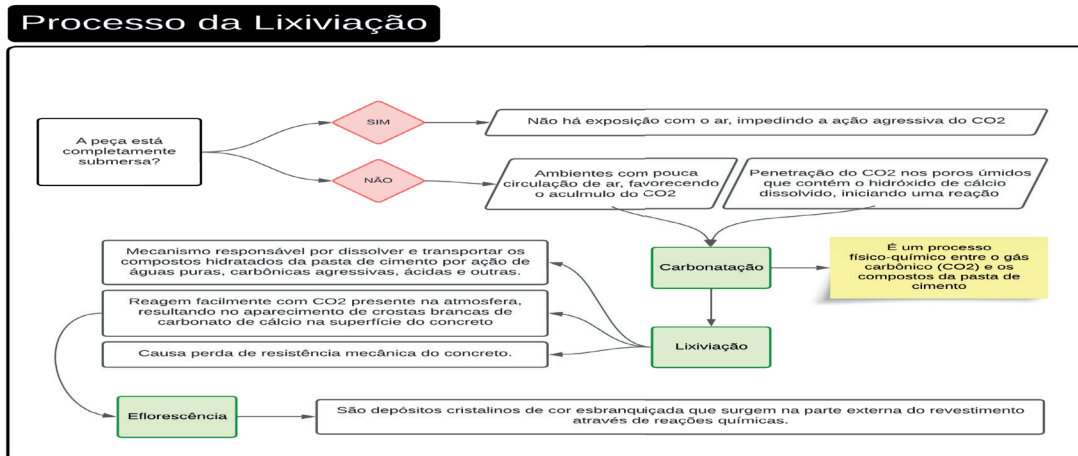 Processo da Lixiviação
A peça está
completamente
submersa?
SIM
Não há exposição com o ar, impedindo a ação agressiva do CO2
NÃO
Ambientes com pouca
circulação de ar, favorecendo
o aculmulo do CO2
Penetração do CO2 nos poros úmidos
que contém o hidróxido de cálcio
dissolvido, iniciando uma reação
Carbonatação
É um processo
físico-químico entre o gás
carbônico (CO2) e os
compostos da pasta de
cimento
Mecanismo responsável por dissolver e transportar os
compostos hidratados da pasta de cimento por ação de
águas puras, carbônicas agressivas, ácidas e outras.
Reagem facilmente com CO2 presente na atmosfera,
resultando no aparecimento de crostas brancas de
carbonato de cálcio na superfície do concreto
Causa perda de resistência mecânica do concreto.
Lixiviação
Eflorescência
São depósitos cristalinos de cor esbranquiçada que surgem na parte externa do revestimento
através de reações químicas.